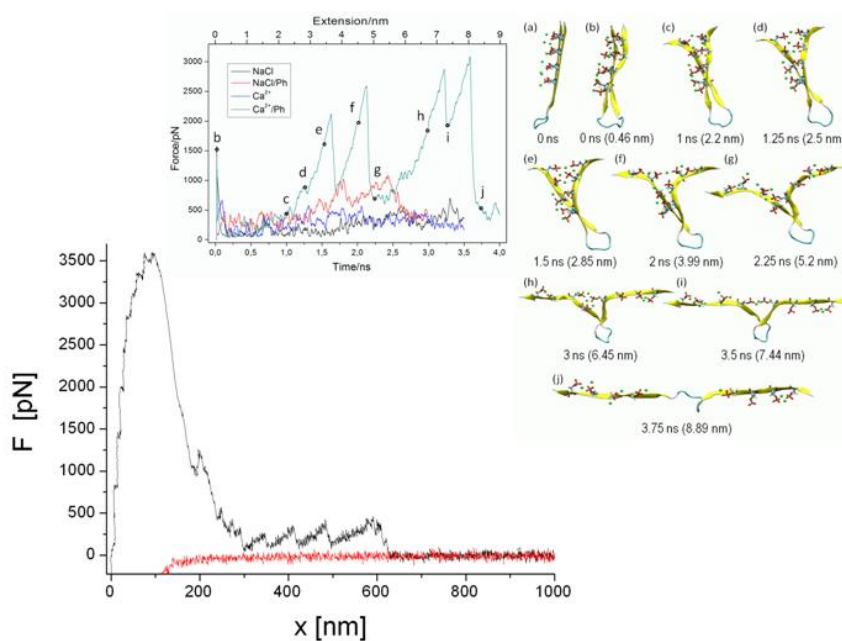 Extension/nm
0 1 2 3 4 5 6 7 8 9
Force/pN
3000
2500
2000
1500
1000
500
0
NaCl
NaCl/Ph
Ca²⁺
Ca²⁺/Ph
b
c
d
e
f
g
h
i
j
0,0 0,5 1,0 1,5 2,0 2,5 3,0 3,5 4,0
Time/ns
(a) (b) (c) (d)
0 ns 0 ns (0.46 nm) 1 ns (2.2 nm) 1.25 ns (2.5 nm)
(e) (f) (g)
1.5 ns (2.85 nm) 2 ns (3.99 nm) 2.25 ns (5.2 nm)
(h) (i)
3 ns (6.45 nm) 3.5 ns (7.44 nm)
(j)
3.75 ns (8.89 nm)
F [pN]
3500
3000
2500
2000
1500
1000
500
0
0 200 400 600 800 1000
x [nm]